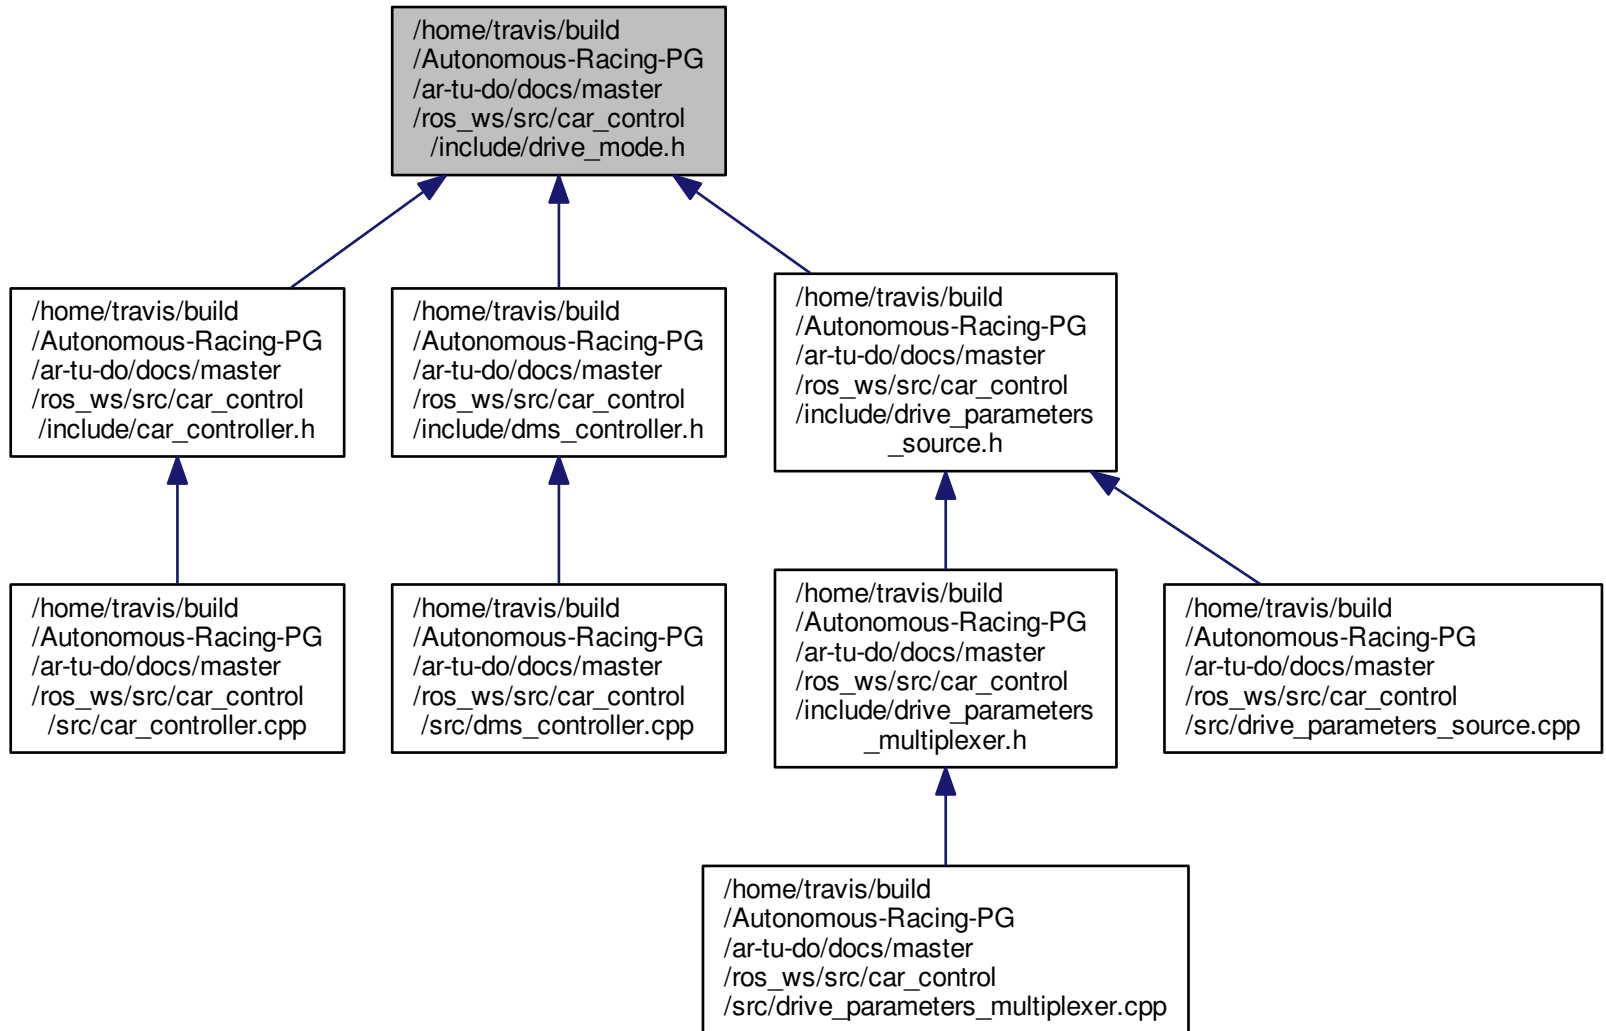 /home/travis/build
/Autonomous-Racing-PG
/ar-tu-do/docs/master
/ros_ws/src/car_control
/include/drive_mode.h
/home/travis/build
/Autonomous-Racing-PG
/ar-tu-do/docs/master
/ros_ws/src/car_control
/include/car_controller.h
/home/travis/build
/Autonomous-Racing-PG
/ar-tu-do/docs/master
/ros_ws/src/car_control
/include/dms_controller.h
/home/travis/build
/Autonomous-Racing-PG
/ar-tu-do/docs/master
/ros_ws/src/car_control
/include/drive_parameters
_source.h
/home/travis/build
/Autonomous-Racing-PG
/ar-tu-do/docs/master
/ros_ws/src/car_control
/src/car_controller.cpp
/home/travis/build
/Autonomous-Racing-PG
/ar-tu-do/docs/master
/ros_ws/src/car_control
/src/dms_controller.cpp
/home/travis/build
/Autonomous-Racing-PG
/ar-tu-do/docs/master
/ros_ws/src/car_control
/include/drive_parameters
_multiplexer.h
/home/travis/build
/Autonomous-Racing-PG
/ar-tu-do/docs/master
/ros_ws/src/car_control
/src/drive_parameters_source.cpp
/home/travis/build
/Autonomous-Racing-PG
/ar-tu-do/docs/master
/ros_ws/src/car_control
/src/drive_parameters_multiplexer.cpp